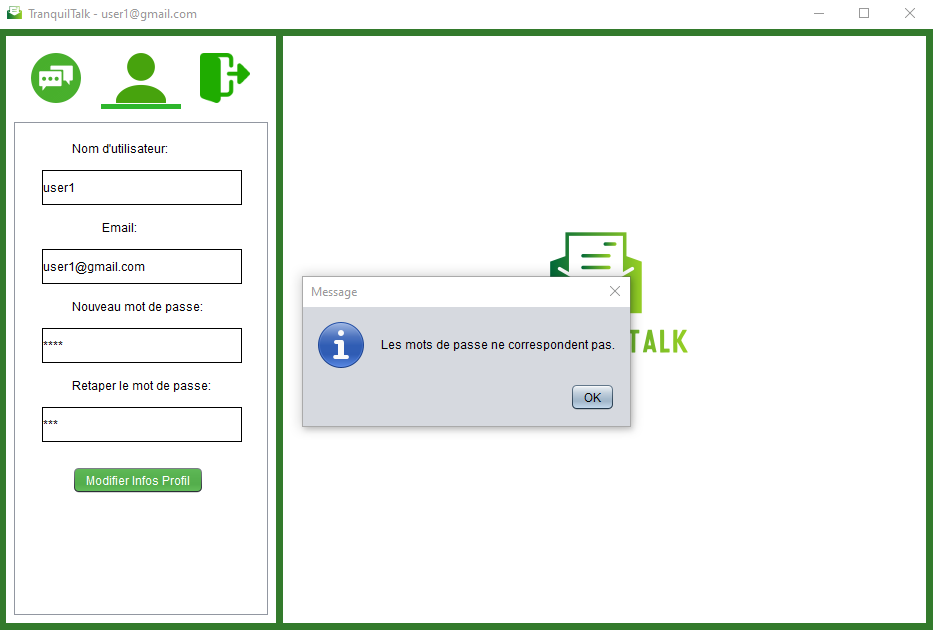 TranquilTalk - user1@gmail.com
Nom d'utilisateur:
user1
Email:
user1@gmail.com
Nouveau mot de passe:
****
Retaper le mot de passe:
***
Modifier Infos Profil
Message
Les mots de passe ne correspondent pas.
OK
TALK